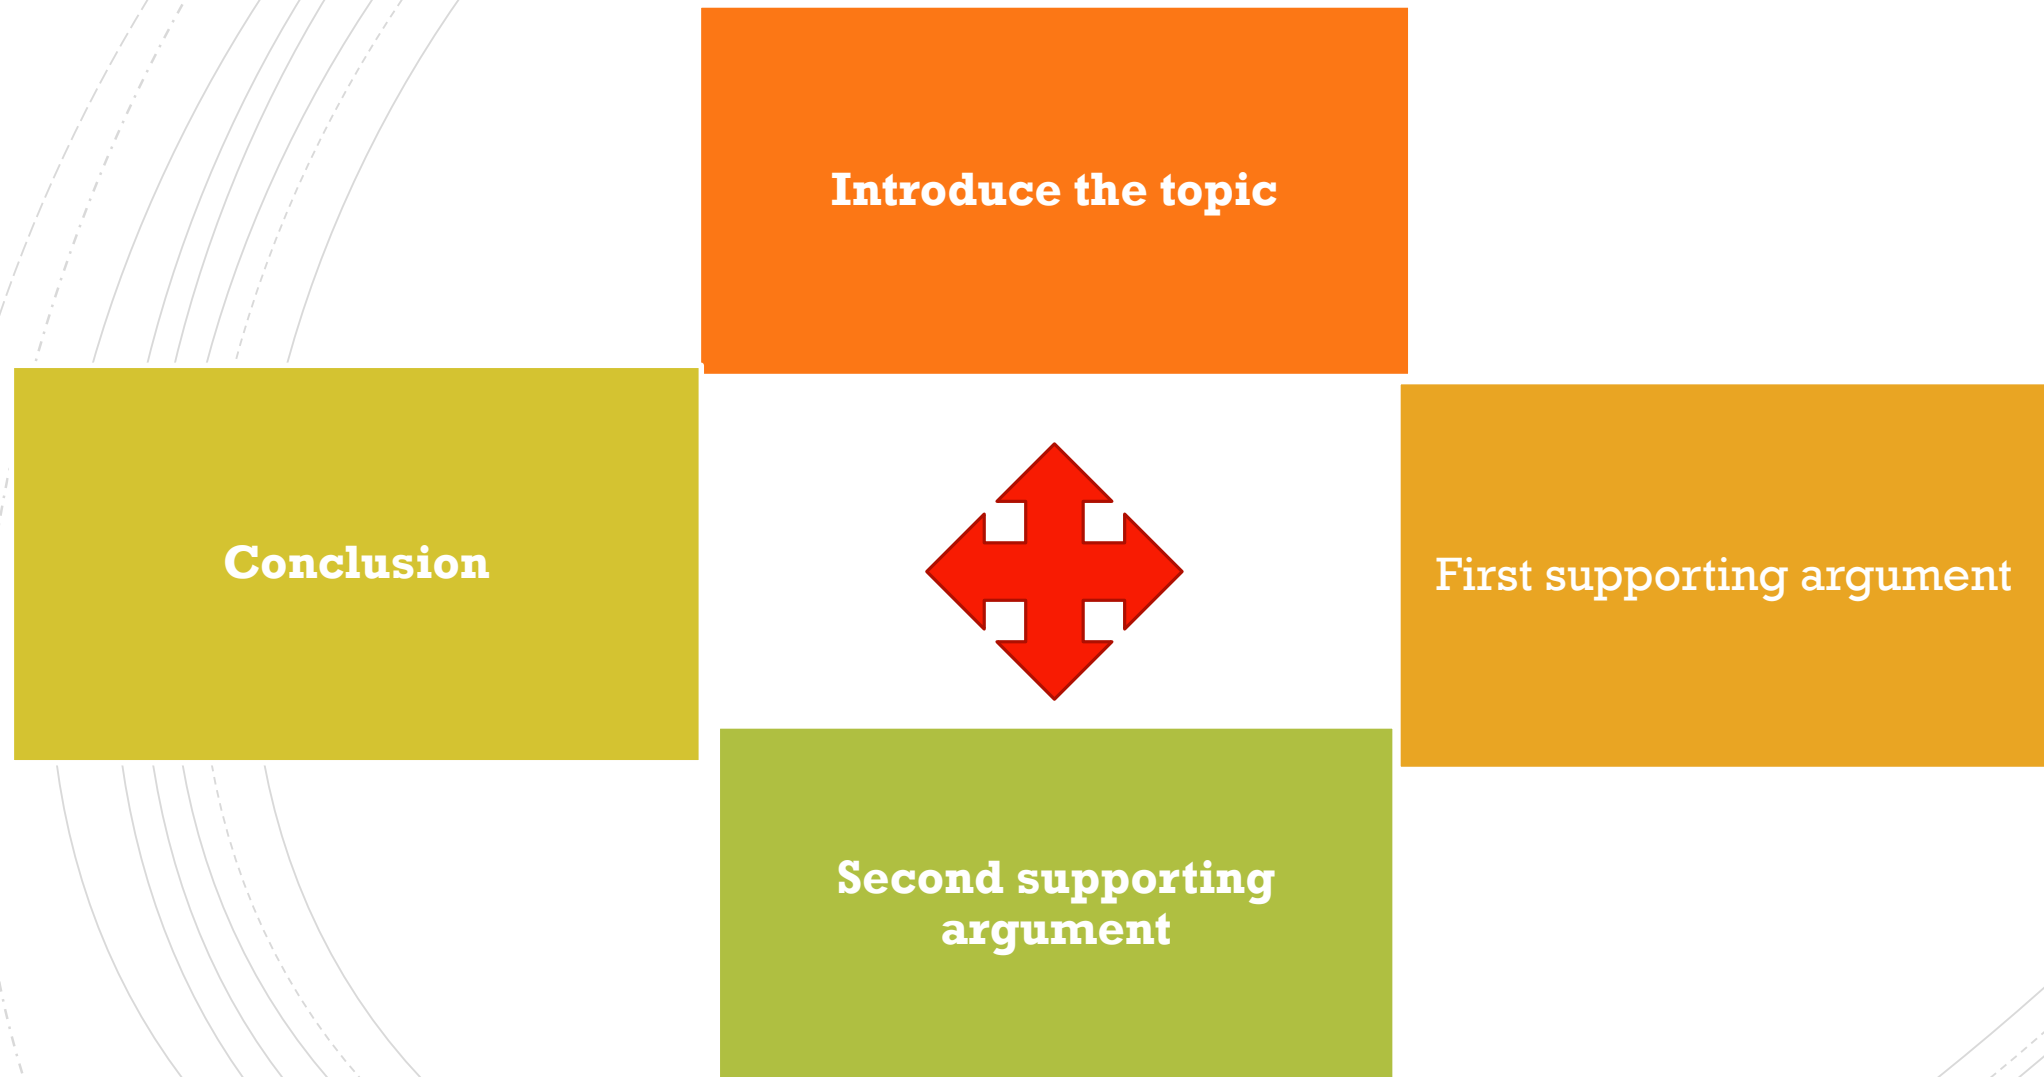 Introduce the topic
Conclusion
First supporting argument
Second supporting
argument